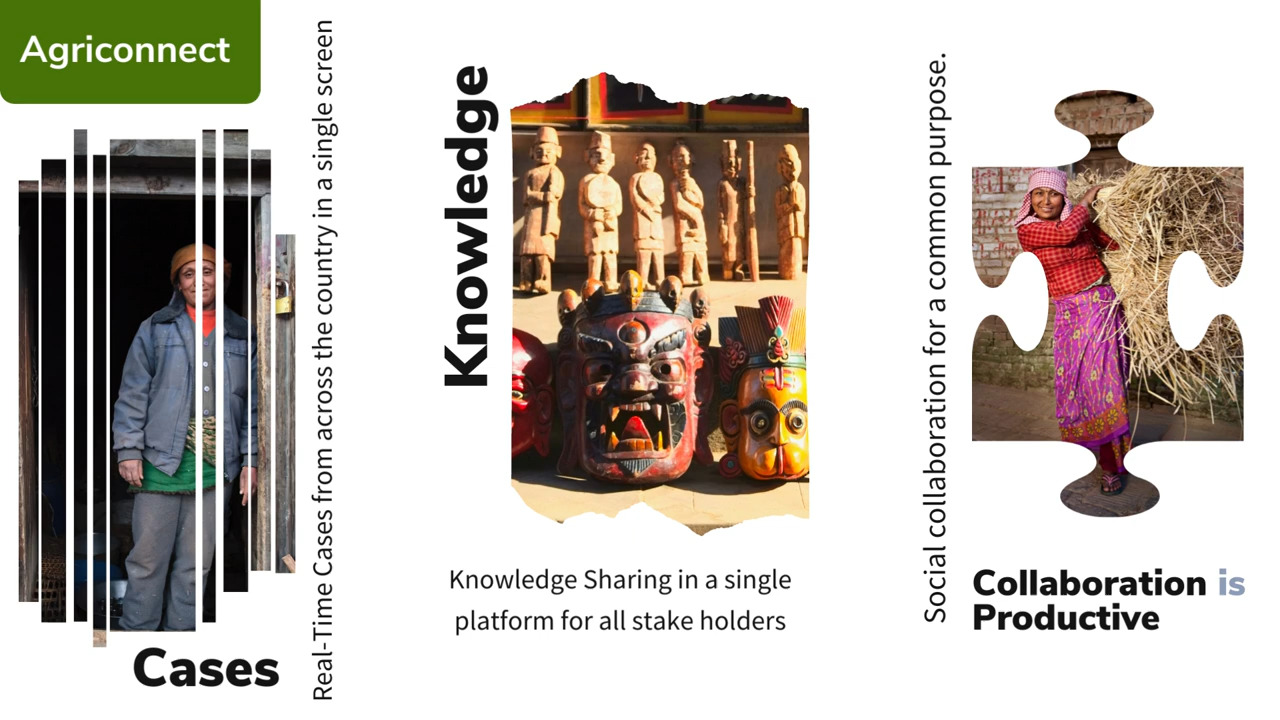 Agriconnect
Real-Time Cases from across the country in a single screen
Cases
Knowledge
Knowledge Sharing in a single
platform for all stake holders
Social collaboration for a common purpose.
Collaboration is
Productive